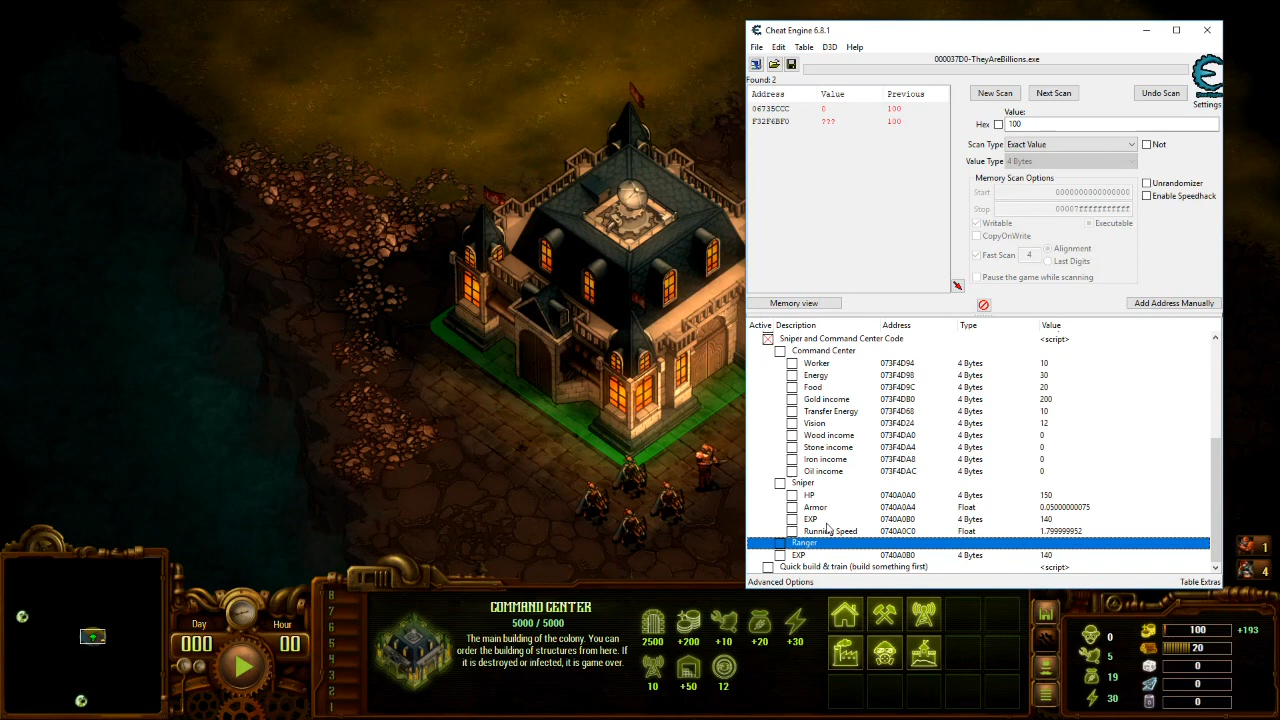 Cheat Engine 6.8.1
File Edit Table D3D Help
000037D0-TheyAreBillions.exe
Found: 2
Address Value Previous
06735CCC 0 100
F32F6BF0 ??? 100
New Scan Next Scan Undo Scan
Settings
Value:
Hex 100
Scan Type Exact Value Not
Value Type 4 Bytes
Memory Scan Options
Start 0000000000000000
Stop 00007fffffffffff
Unrandomizer
Enable Speedhack
Writable Executable
CopyOnWrite
Fast Scan 4 Alignment
Last Digits
Pause the game while scanning
Memory view Add Address Manually
Active Description Address Type Value
Sniper and Command Center Code <script>
Command Center
Worker 073F4D94 4 Bytes 10
Energy 073F4D98 4 Bytes 30
Food 073F4D9C 4 Bytes 20
Gold income 073F4DB0 4 Bytes 200
Transfer Energy 073F4D68 4 Bytes 10
Vision 073F4D24 4 Bytes 12
Wood income 073F4DA0 4 Bytes 0
Stone income 073F4DA4 4 Bytes 0
Iron income 073F4DA8 4 Bytes 0
Oil income 073F4DAC 4 Bytes 0
Sniper
HP 0740A0A0 4 Bytes 150
Armor 0740A0A4 Float 0.05000000075
EXP 0740A0B0 4 Bytes 140
Running Speed 0740A0C0 Float 1.799999952
Ranger
EXP 0740A0B0 4 Bytes 140
Quick build & train (build something first) <script>
Advanced Options Table Extras
1
4
Day Hour
000 00
8
7
6
5
4
3
2
1
COMMAND CENTER
5000 / 5000
The main building of the colony. You can
order the building of structures from here. If
it is destroyed or infected, it is game over.
2500 +200 +10 +20 +30
10 +50 12
0 100 +193
5 20
0
19 0
30 0